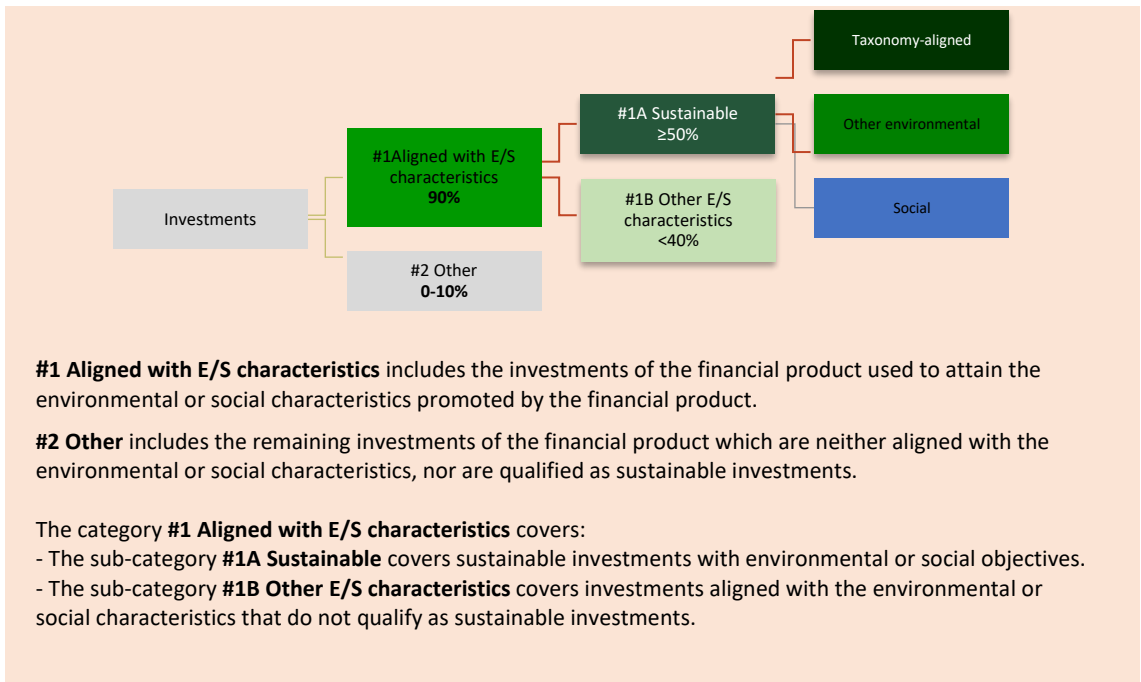 Taxonomy-aligned
#1A Sustainable
≥50%
Other environmental
#1Aligned with E/S
characteristics
90%
#1B Other E/S
characteristics
<40%
Social
Investments
#2 Other
0-10%
#1 Aligned with E/S characteristics includes the investments of the financial product used to attain the
environmental or social characteristics promoted by the financial product.
#2 Other includes the remaining investments of the financial product which are neither aligned with the
environmental or social characteristics, nor are qualified as sustainable investments.
The category #1 Aligned with E/S characteristics covers:
- The sub-category #1A Sustainable covers sustainable investments with environmental or social objectives.
- The sub-category #1B Other E/S characteristics covers investments aligned with the environmental or
social characteristics that do not qualify as sustainable investments.